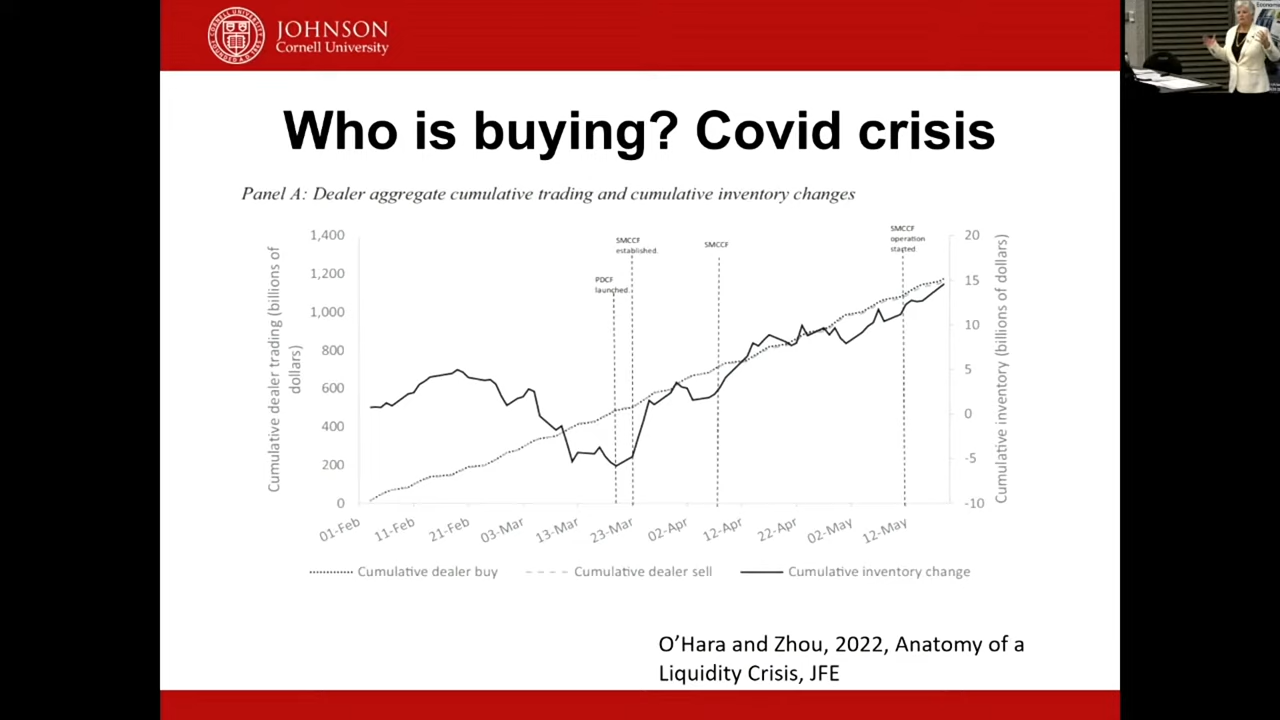 JOHNSON
Cornell University
Economi
Who is buying? Covid crisis
Panel A: Dealer aggregate cumulative trading and cumulative inventory changes
Cumulative dealer trading (billions of
dollars)
1,400
1,200
1,000
800
600
400
200
0
SMCCF
established
PDCF
launched
SMCCF
SMCCF
operation
started
20
15
10
5
0
-5
-10
Cumulative inventory (billions of dollars)
01-Feb
11-Feb
21-Feb
03-Mar
13-Mar
23-Mar
02-Apr
12-Apr
22-Apr
02-May
12-May
Cumulative dealer buy
Cumulative dealer sell
Cumulative inventory change
O’Hara and Zhou, 2022, Anatomy of a
Liquidity Crisis, JFE